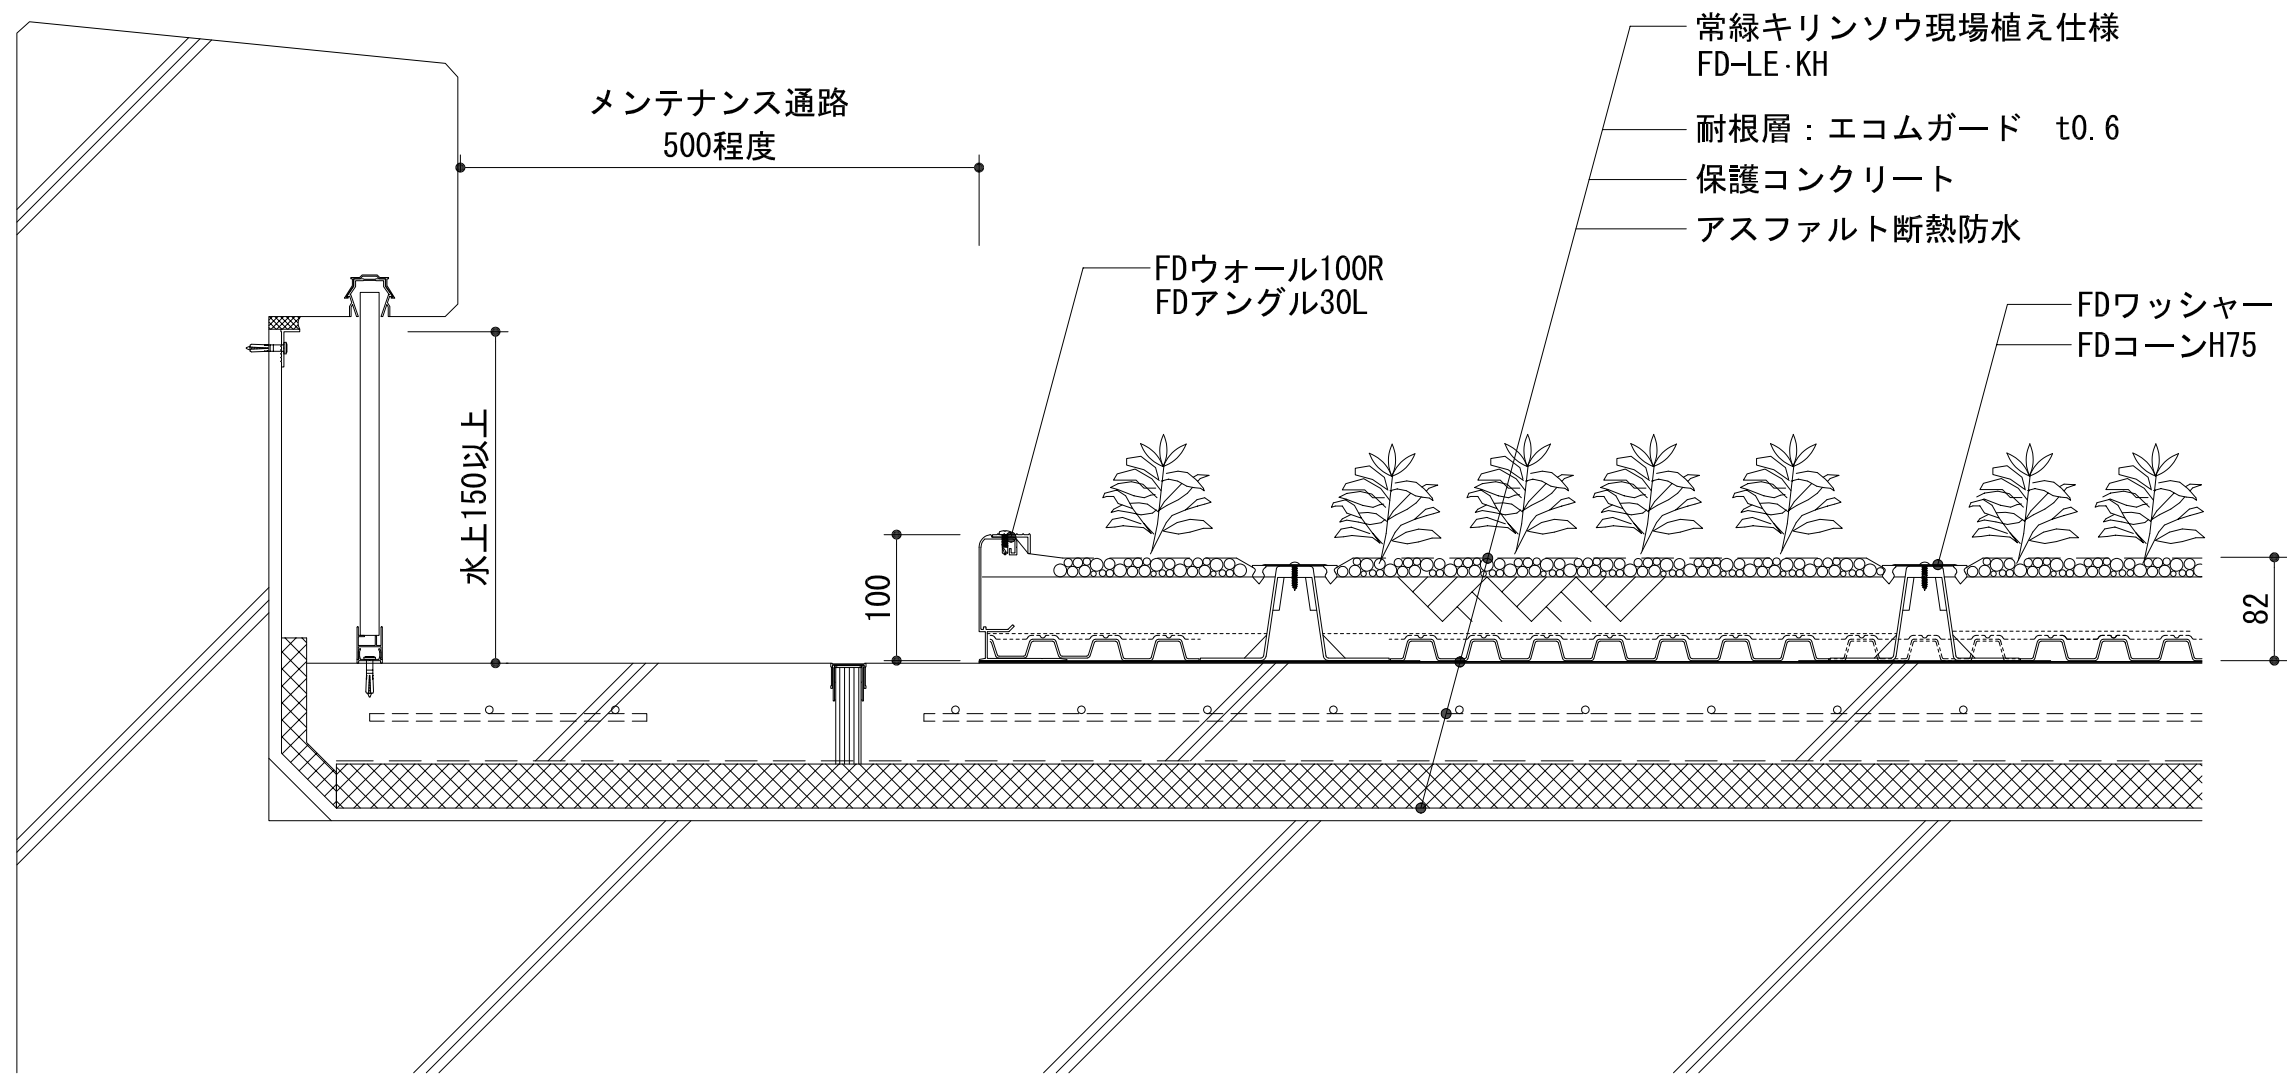 常緑キリンソウ現場植え仕様
FD-LE·KH
耐根層：エコムガード　t0.6
保護コンクリート
アスファルト断熱防水
メンテナンス通路
500程度
FDウォール100R
FDアングル30L
FDワッシャー
FDコーンH75
水上150以上
100
82